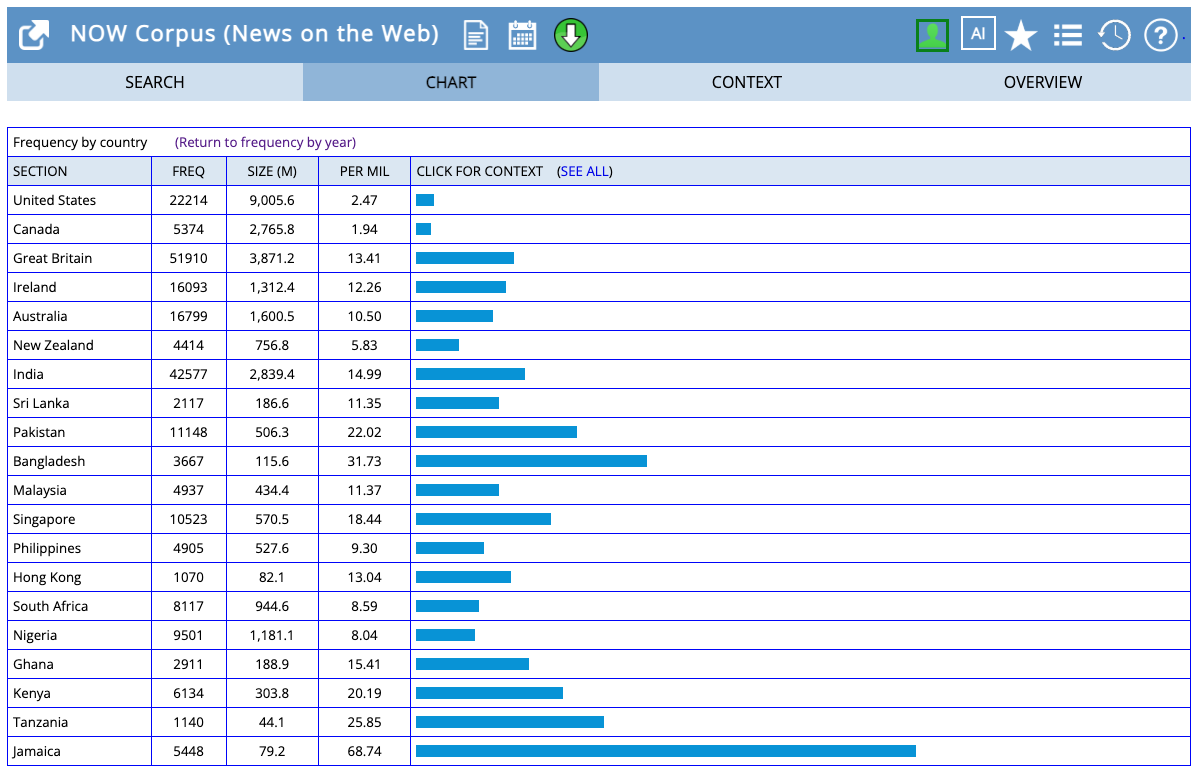 NOW Corpus (News on the Web)
AI
?
SEARCH CHART CONTEXT OVERVIEW
Frequency by country (Return to frequency by year)
SECTION FREQ SIZE (M) PER MIL CLICK FOR CONTEXT (SEE ALL)
United States 22214 9,005.6 2.47
Canada 5374 2,765.8 1.94
Great Britain 51910 3,871.2 13.41
Ireland 16093 1,312.4 12.26
Australia 16799 1,600.5 10.50
New Zealand 4414 756.8 5.83
India 42577 2,839.4 14.99
Sri Lanka 2117 186.6 11.35
Pakistan 11148 506.3 22.02
Bangladesh 3667 115.6 31.73
Malaysia 4937 434.4 11.37
Singapore 10523 570.5 18.44
Philippines 4905 527.6 9.30
Hong Kong 1070 82.1 13.04
South Africa 8117 944.6 8.59
Nigeria 9501 1,181.1 8.04
Ghana 2911 188.9 15.41
Kenya 6134 303.8 20.19
Tanzania 1140 44.1 25.85
Jamaica 5448 79.2 68.74